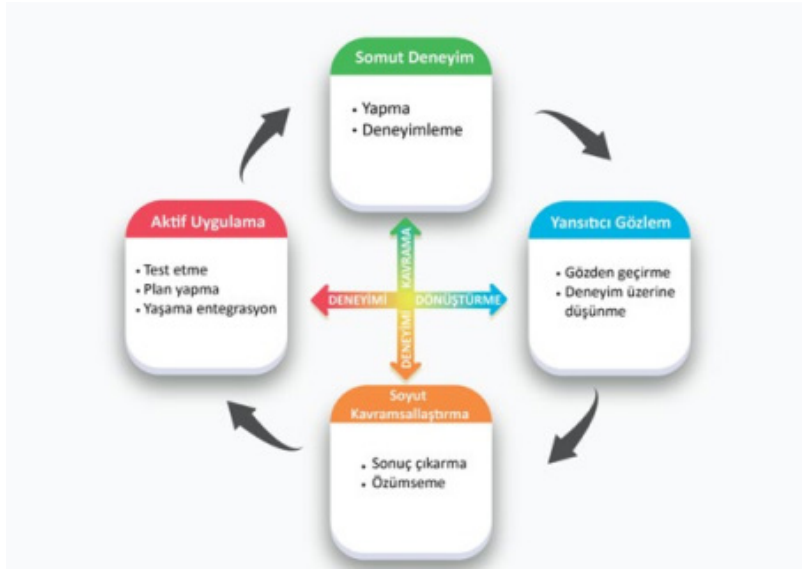 Somut Deneyim
• Yapma
• Deneyimleme
Yansıtıcı Gözlem
• Gözden geçirme
• Deneyim üzerine
düşünme
Soyut
Kavramsallaştırma
• Sonuç çıkarma
• Özümseme
Aktif Uygulama
• Test etme
• Plan yapma
• Yaşama entegrasyon
DENEYİMİ DÖNÜŞTÜRME
DENEYİMİ KAVRAMA